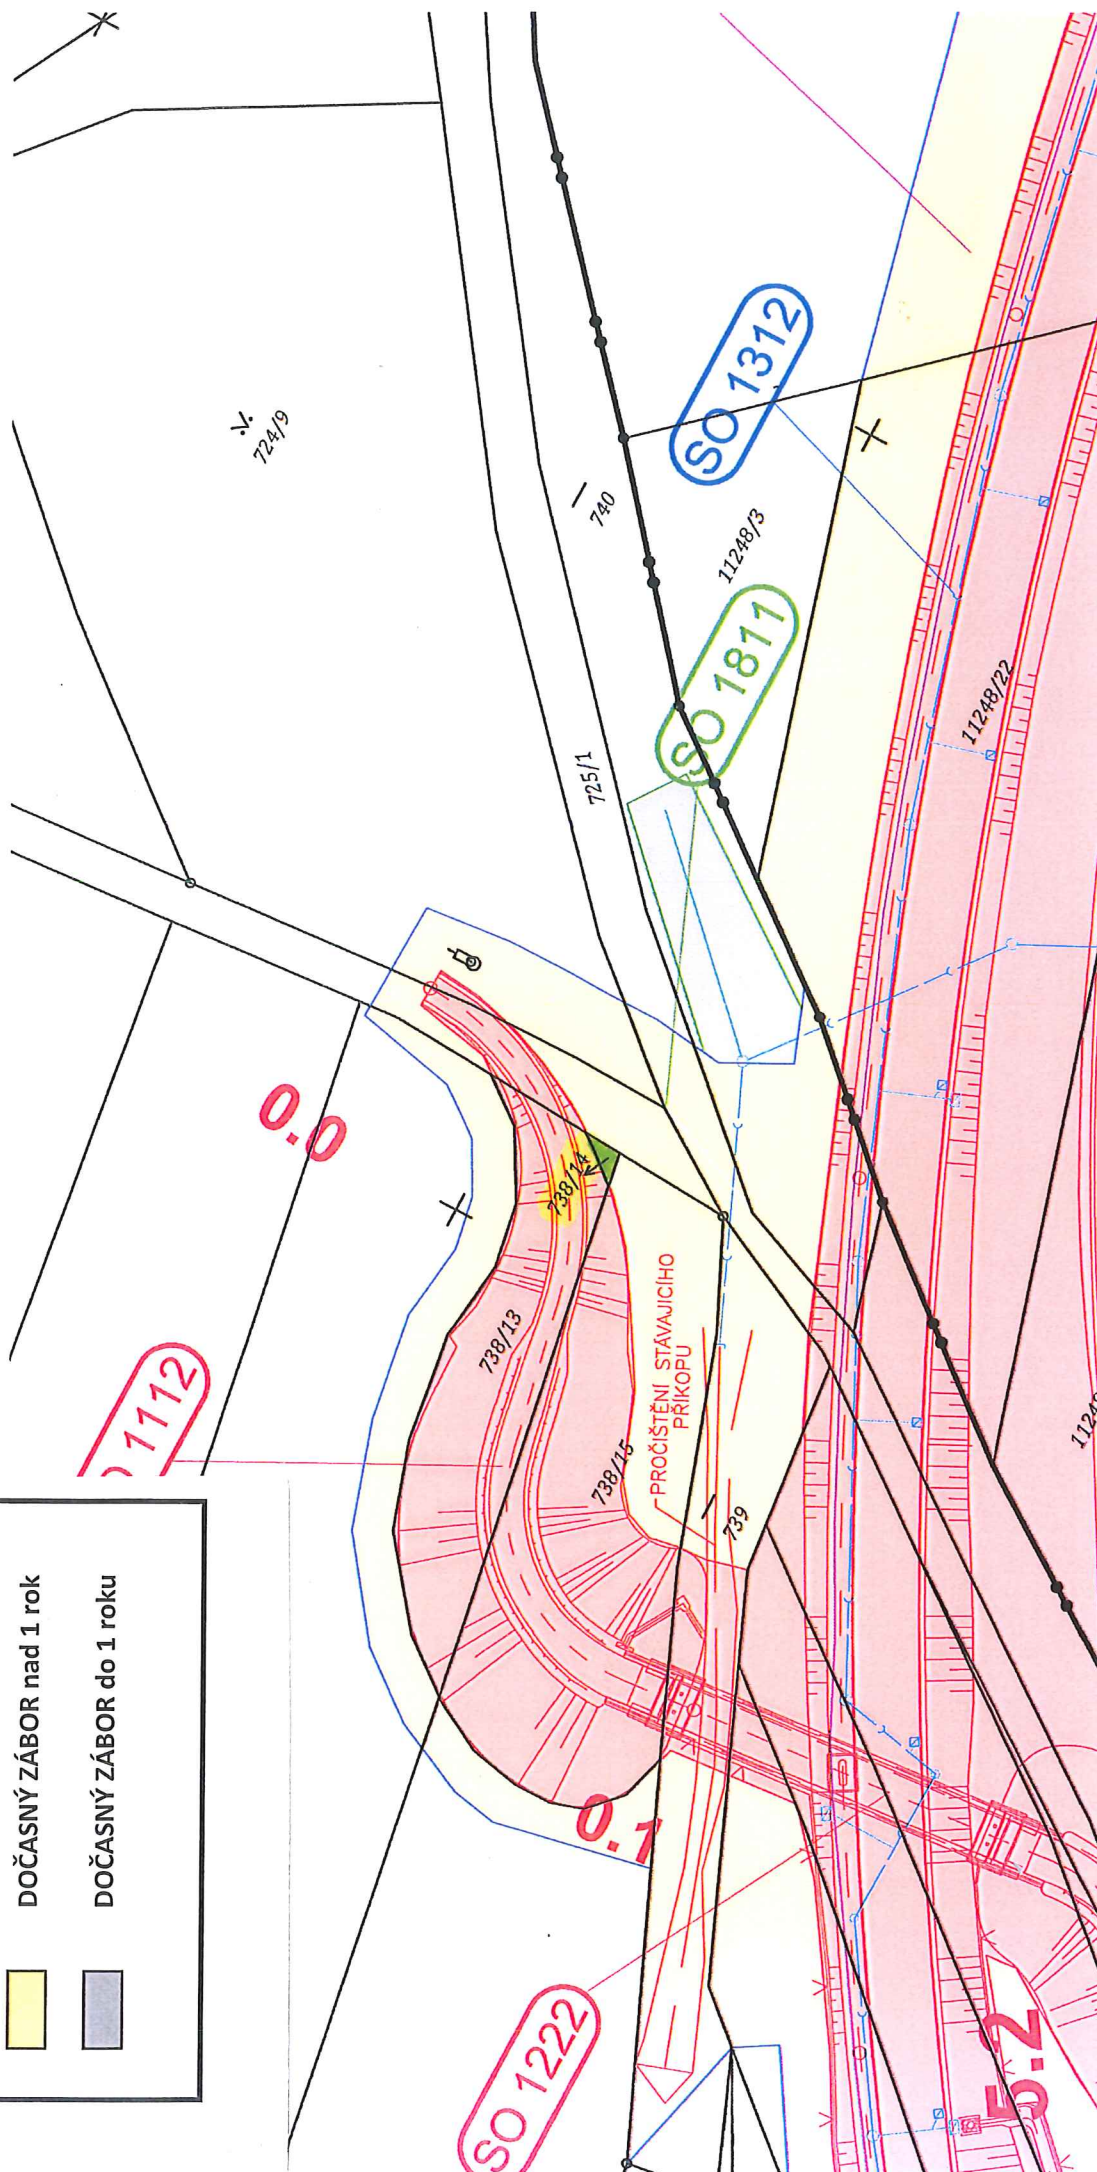 724/9
740
SO 1312
11248/3
SO 1811
725/1
11248/22
0.0
738/14
738/13
PROČIŠTĚNÍ STÁVAJICIHO
PŘÍKOPU
738/15
739
1112
DOČASNÝ ZÁBOR nad 1 rok
DOČASNÝ ZÁBOR do 1 roku
0.1
SO 1222
5.2